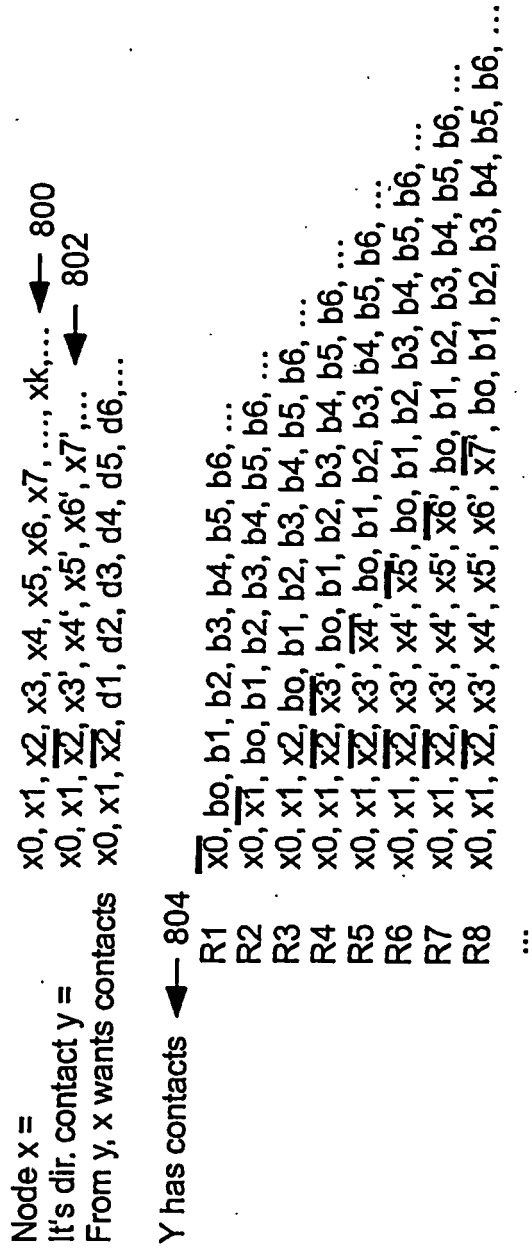 Node x = x0, x1, x2, x3, x4, x5, x6, x7, ..., xk,... ← 800
It's dir. contact y = x0, x1, x̅2̅, x3', x4', x5', x6', x7',... ← 802
From y, x wants contacts x0, x1, x̅2̅, d1, d2, d3, d4, d5, d6,...
Y has contacts ← 804
R1 x̅0̅, bo, b1, b2, b3, b4, b5, b6, ...
R2 x0, x̅1̅, bo, b1, b2, b3, b4, b5, b6, ...
R3 x0, x1, x2, bo, b1, b2, b3, b4, b5, b6, ...
R4 x0, x1, x̅2̅, x̅3̅', bo, b1, b2, b3, b4, b5, b6, ...
R5 x0, x1, x̅2̅, x3', x̅4̅', bo, b1, b2, b3, b4, b5, b6, ...
R6 x0, x1, x̅2̅, x3', x4', x̅5̅', bo, b1, b2, b3, b4, b5, b6, ...
R7 x0, x1, x̅2̅, x3', x4', x5', x̅6̅', bo, b1, b2, b3, b4, b5, b6, ...
R8 x0, x1, x̅2̅, x3', x4', x5', x6', x̅7̅', bo, b1, b2, b3, b4, b5, b6, ...
...